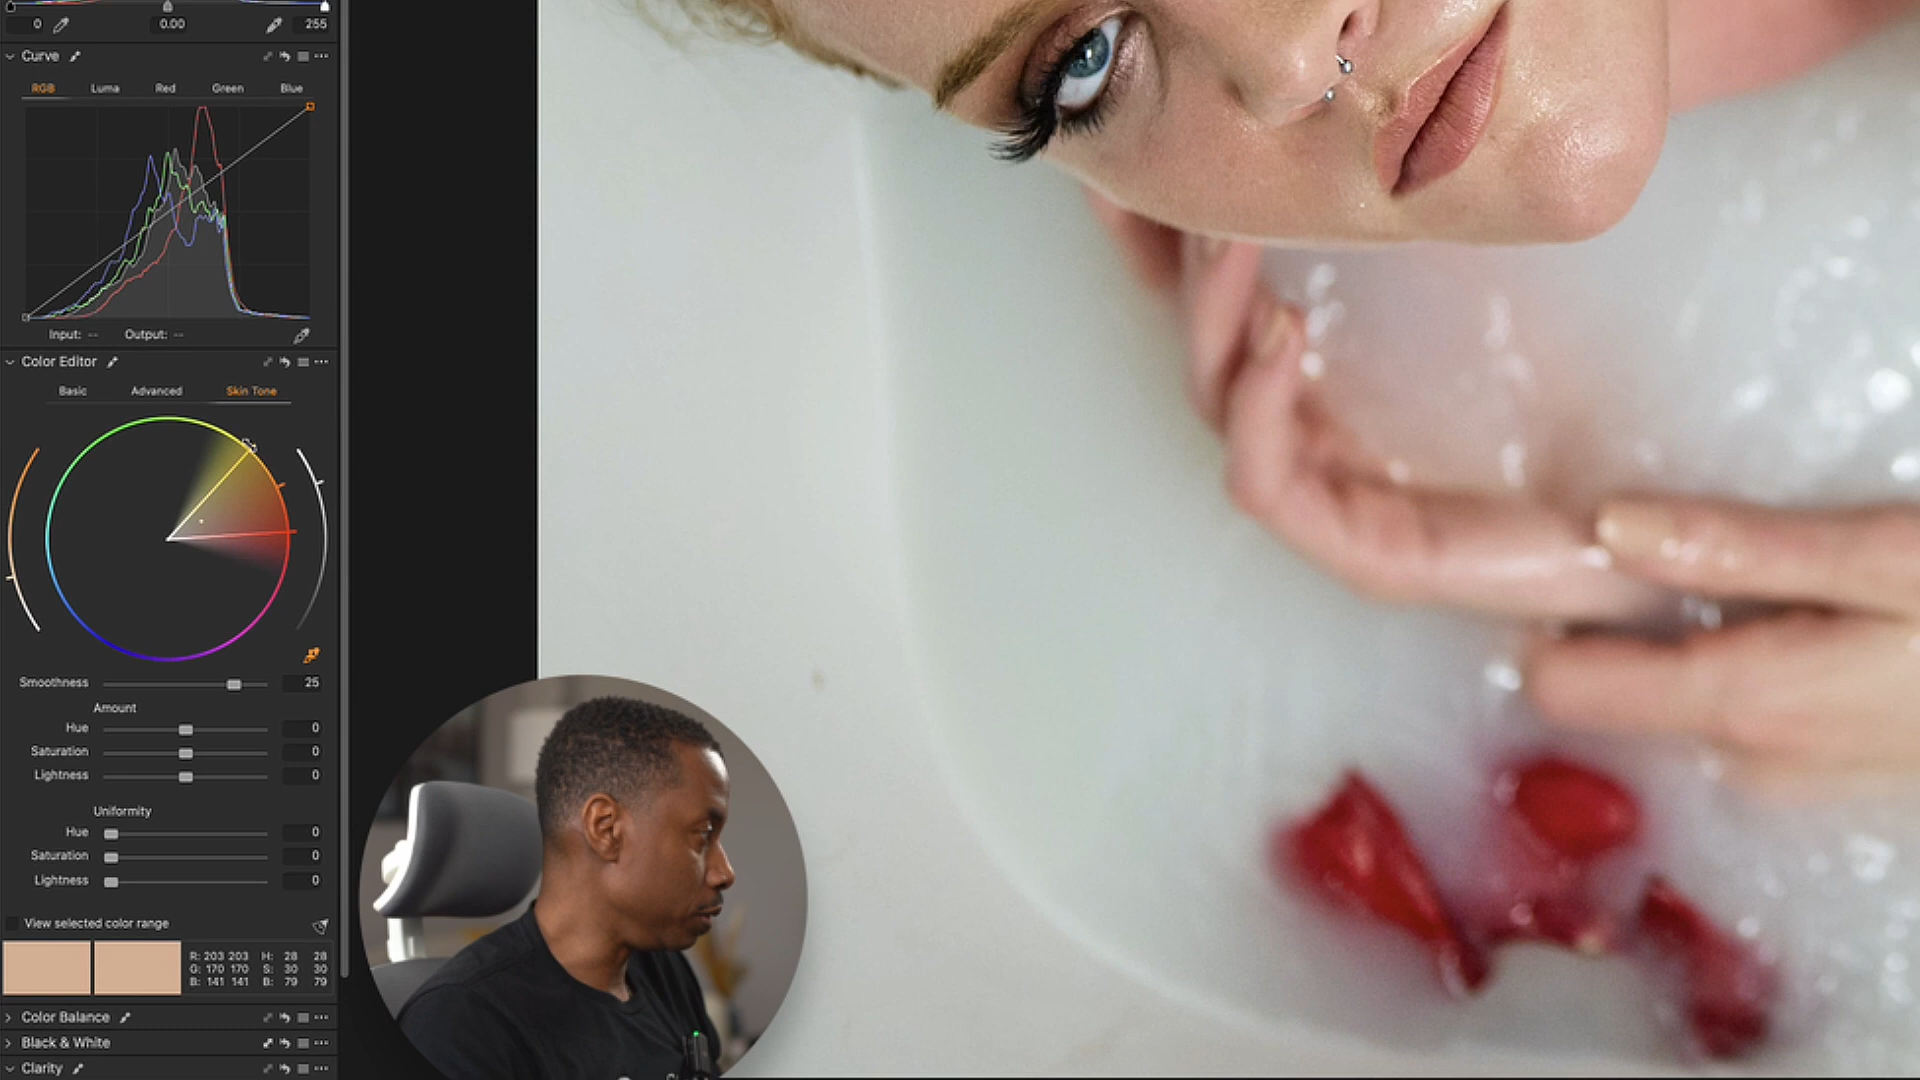 0 0.00 255
Curve
RGB Luma Red Green Blue
Input: -- Output: --
Color Editor
Basic Advanced Skin Tone
Smoothness 25
Amount
Hue 0
Saturation 0
Lightness 0
Uniformity
Hue 0
Saturation 0
Lightness 0
View selected color range
R: 203 203 H: 28 28
G: 170 170 S: 30 30
B: 141 141 B: 79 79
Color Balance
Black & White
Clarity